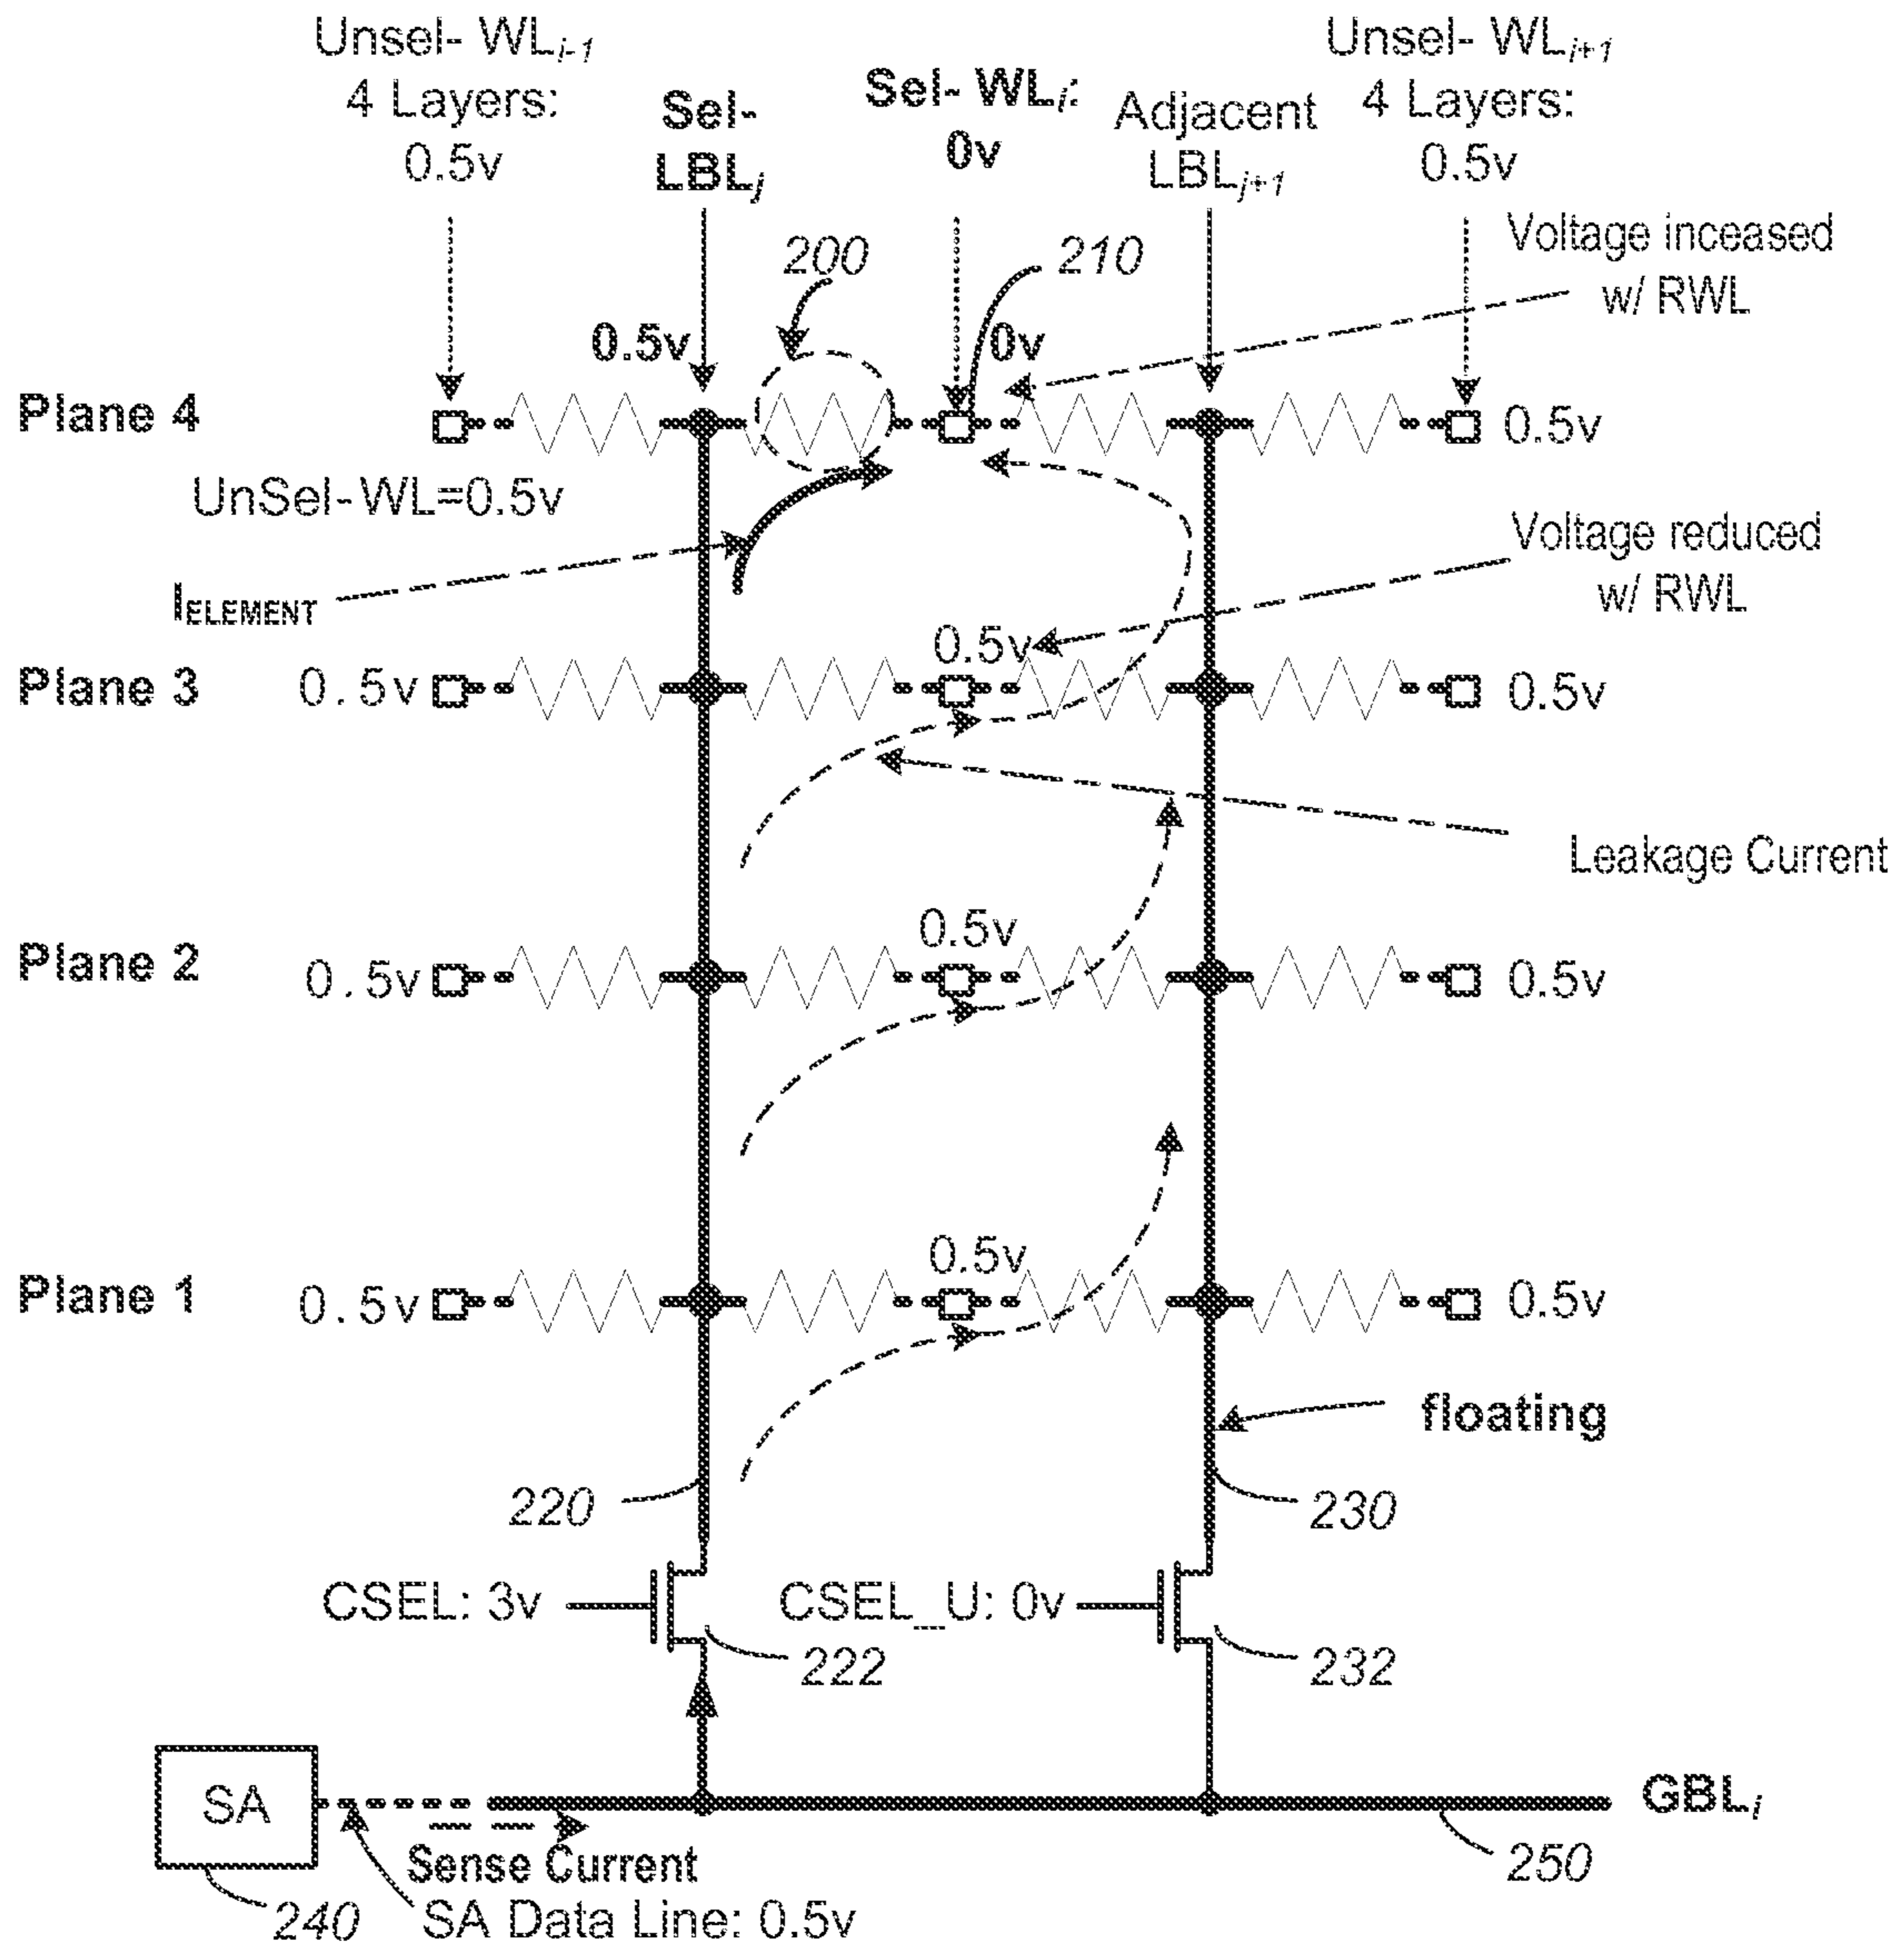 Unsel- WLi-1
4 Layers:
0.5v
Sel-
LBLj
Sel- WLi:
0v
Adjacent
LBLj+1
Unsel- WLi+1
4 Layers:
0.5v
200
210
Voltage inceased
w/ RWL
0.5v
0v
Plane 4
0.5v
UnSel-WL=0.5v
Voltage reduced
w/ RWL
IELEMENT
0.5v
Plane 3
0.5v
0.5v
Leakage Current
0.5v
Plane 2
0.5v
0.5v
0.5v
Plane 1
0.5v
0.5v
floating
220
230
CSEL: 3v
CSEL_U: 0v
222
232
SA
GBLi
Sense Current
250
240
SA Data Line: 0.5v